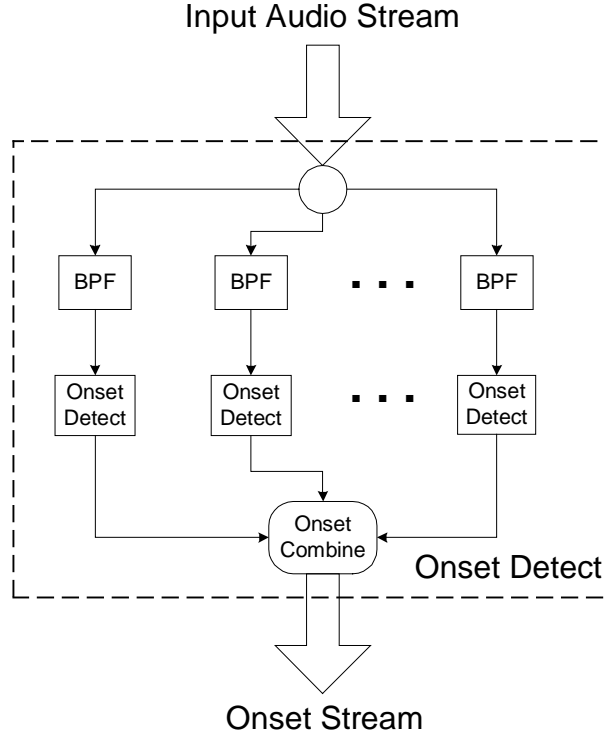 Input Audio Stream
BPF
BPF
. . .
BPF
Onset
Detect
Onset
Detect
. . .
Onset
Detect
Onset
Combine
Onset Detect
Onset Stream